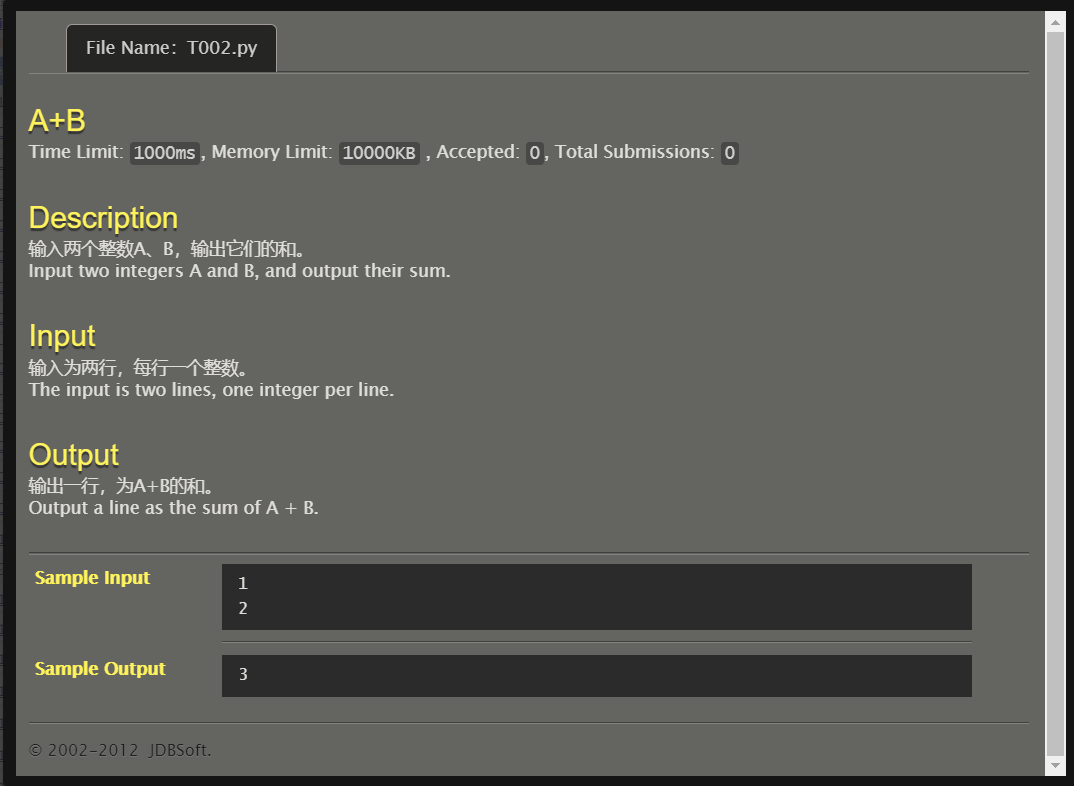 File Name：T002.py
A+B
Time Limit: 1000ms, Memory Limit: 10000KB , Accepted: 0, Total Submissions: 0
Description
输入两个整数A、B，输出它们的和。
Input two integers A and B, and output their sum.
Input
输入为两行，每行一个整数。
The input is two lines, one integer per line.
Output
输出一行，为A+B的和。
Output a line as the sum of A + B.
Sample Input
1
2
Sample Output
3
© 2002-2012 JDBSoft.